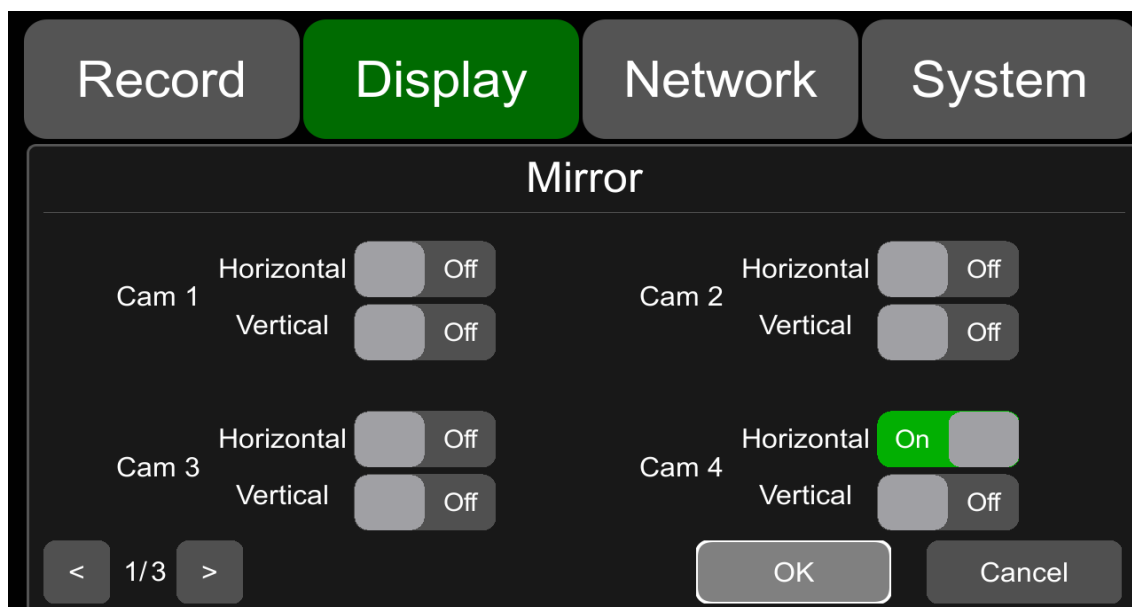 Record Display Network System
Mirror
Cam 1 Horizontal Off
Vertical Off
Cam 2 Horizontal Off
Vertical Off
Cam 3 Horizontal Off
Vertical Off
Cam 4 Horizontal On
Vertical Off
< 1/3 > OK Cancel